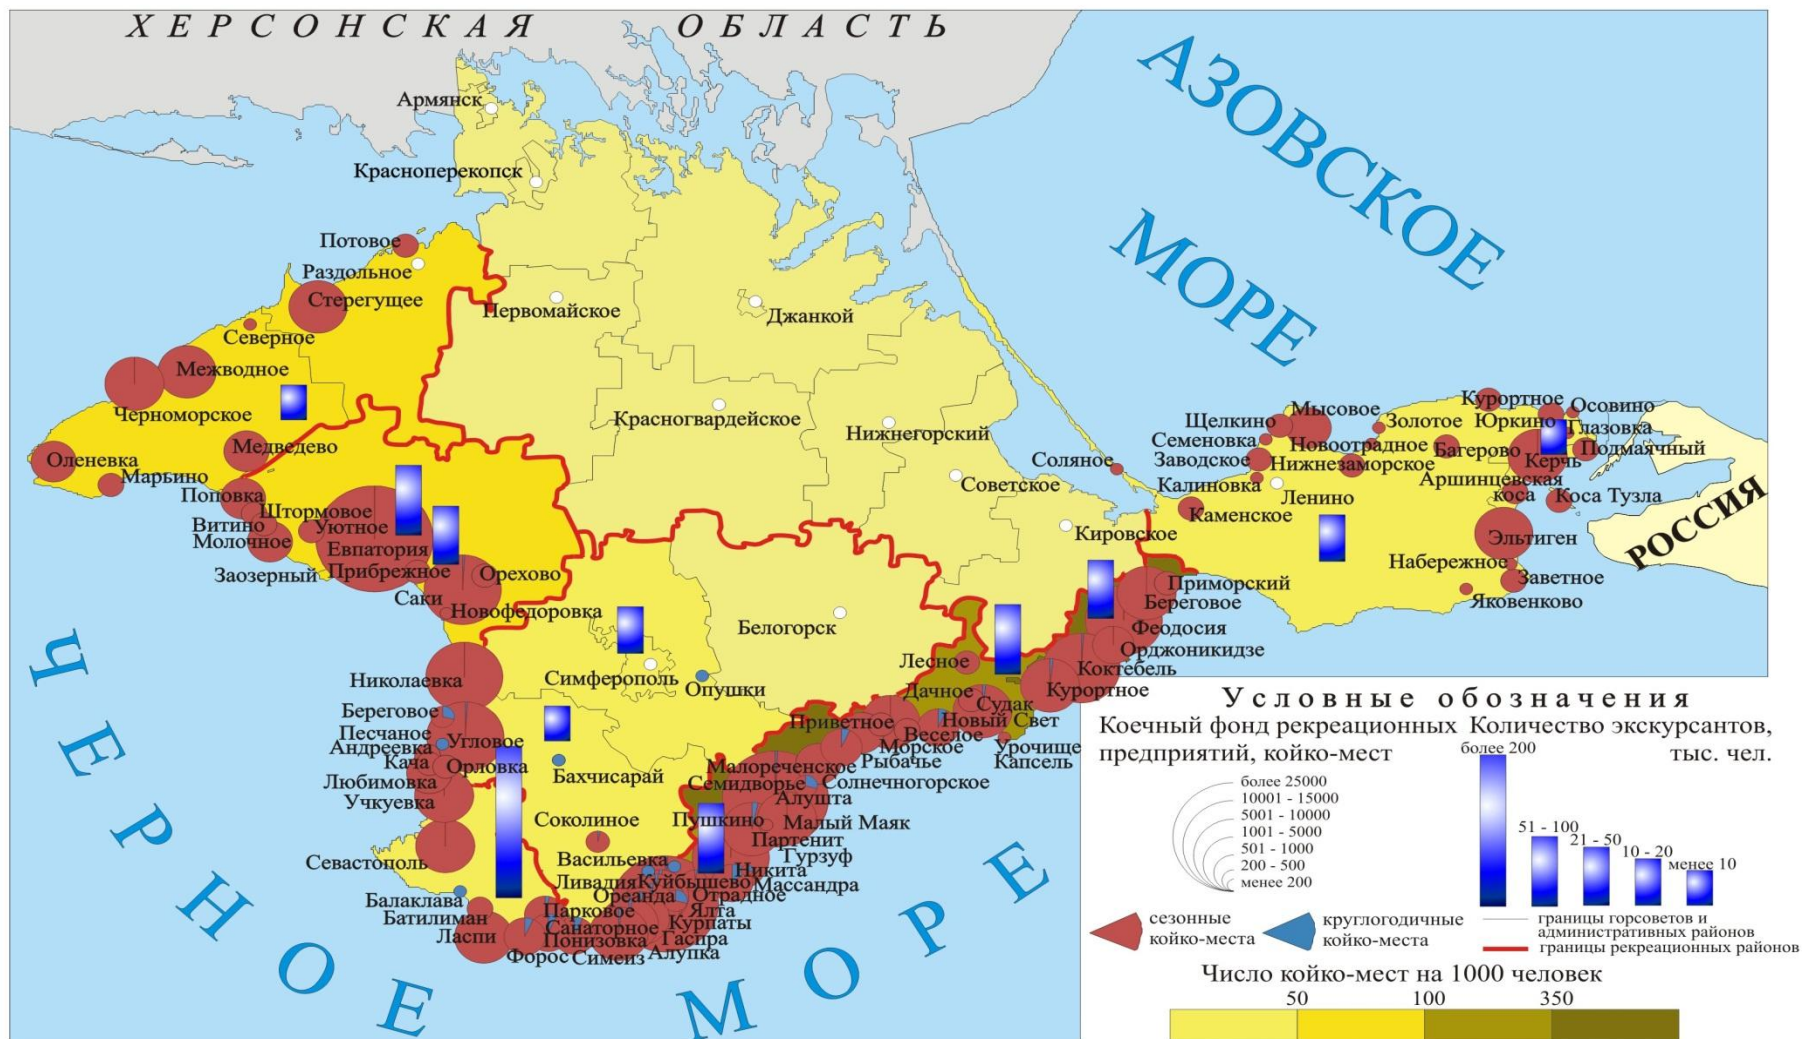 ХЕРСОНСКАЯ ОБЛАСТЬ
АЗОВСКОЕ
МОРЕ
ЧЕРНОЕ МОРЕ
РОССИЯ
Армянск
Красноперекопск
Потовое
Раздольное
Стерегущее
Северное
Межводное
Черноморское
Медведево
Оленевка
Марьино
Поповка
Штормовое
Витино
Уютное
Молочное
Евпатория
Заозерный
Прибрежное
Орехово
Саки
Новофедоровка
Первомайское
Джанкой
Красногвардейское
Нижнегорский
Советское
Кировское
Белогорск
Симферополь
Опушки
Николаевка
Береговое
Песчаное
Андреевка
Угловое
Кача
Орловка
Любимовка
Учкуевка
Бахчисарай
Соколиное
Севастополь
Балаклава
Батилиман
Ласпи
Форос
Васильевка
Ливадия
Куйбышево
Ореанда
Отрадное
Парковое
Ялта
Санаторное
Курпаты
Понизовка
Гаспра
Симеиз
Алупка
Никита
Массандра
Гурзуф
Партенит
Пушкино
Малый Маяк
Алушта
Семидворье
Малореченское
Солнечногорское
Рыбачье
Приветное
Морское
Веселое
Новый Свет
Дачное
Судак
Лесное
Урочище
Капсель
Курортное
Коктебель
Орджоникидзе
Феодосия
Береговое
Приморский
Соляное
Каменское
Калиновка
Ленино
Щелкино
Мысовое
Семеновка
Заводское
Новоотрадное
Нижнезаморское
Золотое
Багерово
Курортное
Осовино
Юркино
Глазовка
Керчь
Подмаячный
Аршинцевская
коса
Коса Тузла
Эльтиген
Набережное
Заветное
Яковенково
Условные обозначения
Коечный фонд рекреационных
предприятий, койко-мест
более 25000
10001 - 15000
5001 - 10000
1001 - 5000
501 - 1000
200 - 500
менее 200
Количество экскурсантов,
тыс. чел.
более 200
51 - 100
21 - 50
10 - 20
менее 10
сезонные
койко-места
круглогодичные
койко-места
границы горсоветов и
административных районов
границы рекреационных районов
Число койко-мест на 1000 человек
50 100 350